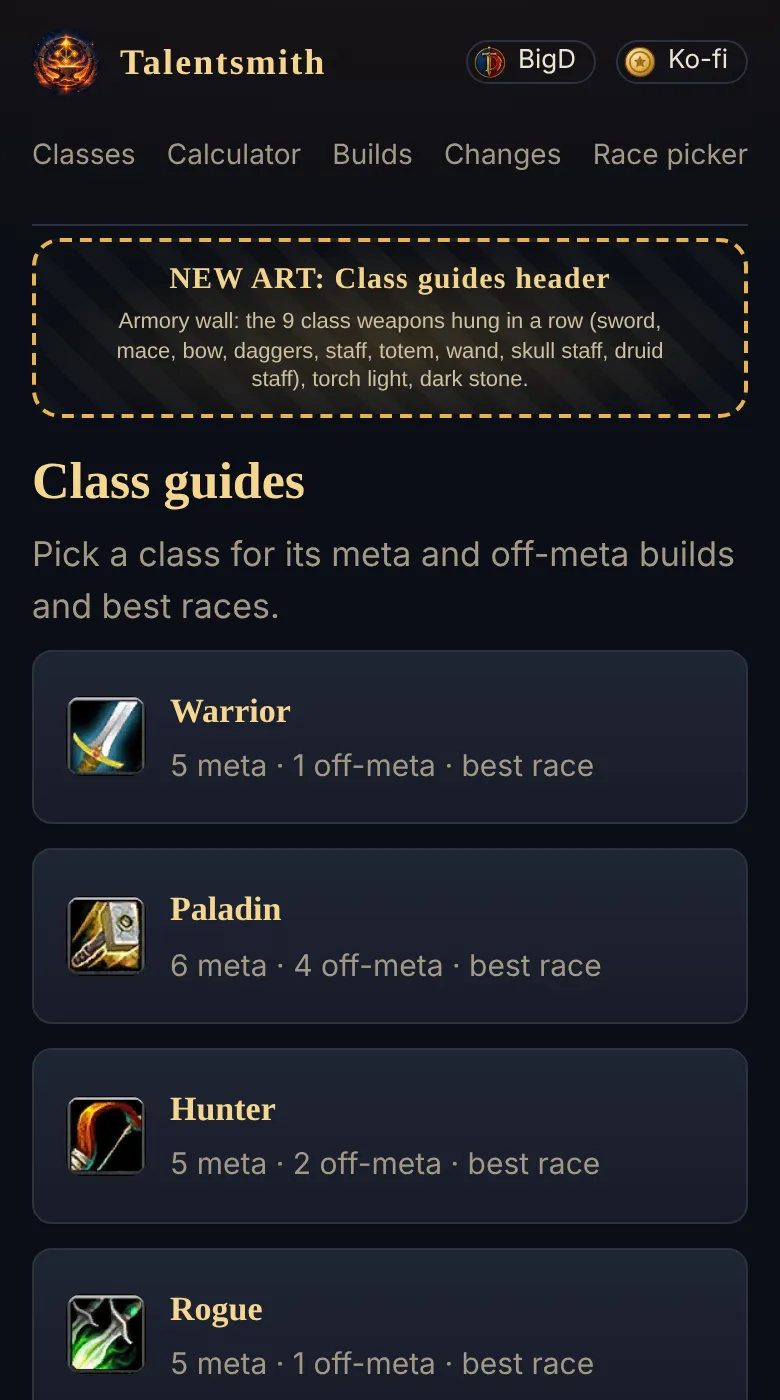 Talentsmith
BigD
Ko-fi
Classes
Calculator
Builds
Changes
Race picker
NEW ART: Class guides header
Armory wall: the 9 class weapons hung in a row (sword,
mace, bow, daggers, staff, totem, wand, skull staff, druid
staff), torch light, dark stone.
Class guides
Pick a class for its meta and off-meta builds
and best races.
Warrior
5 meta · 1 off-meta · best race
Paladin
6 meta · 4 off-meta · best race
Hunter
5 meta · 2 off-meta · best race
Rogue
5 meta · 1 off-meta · best race